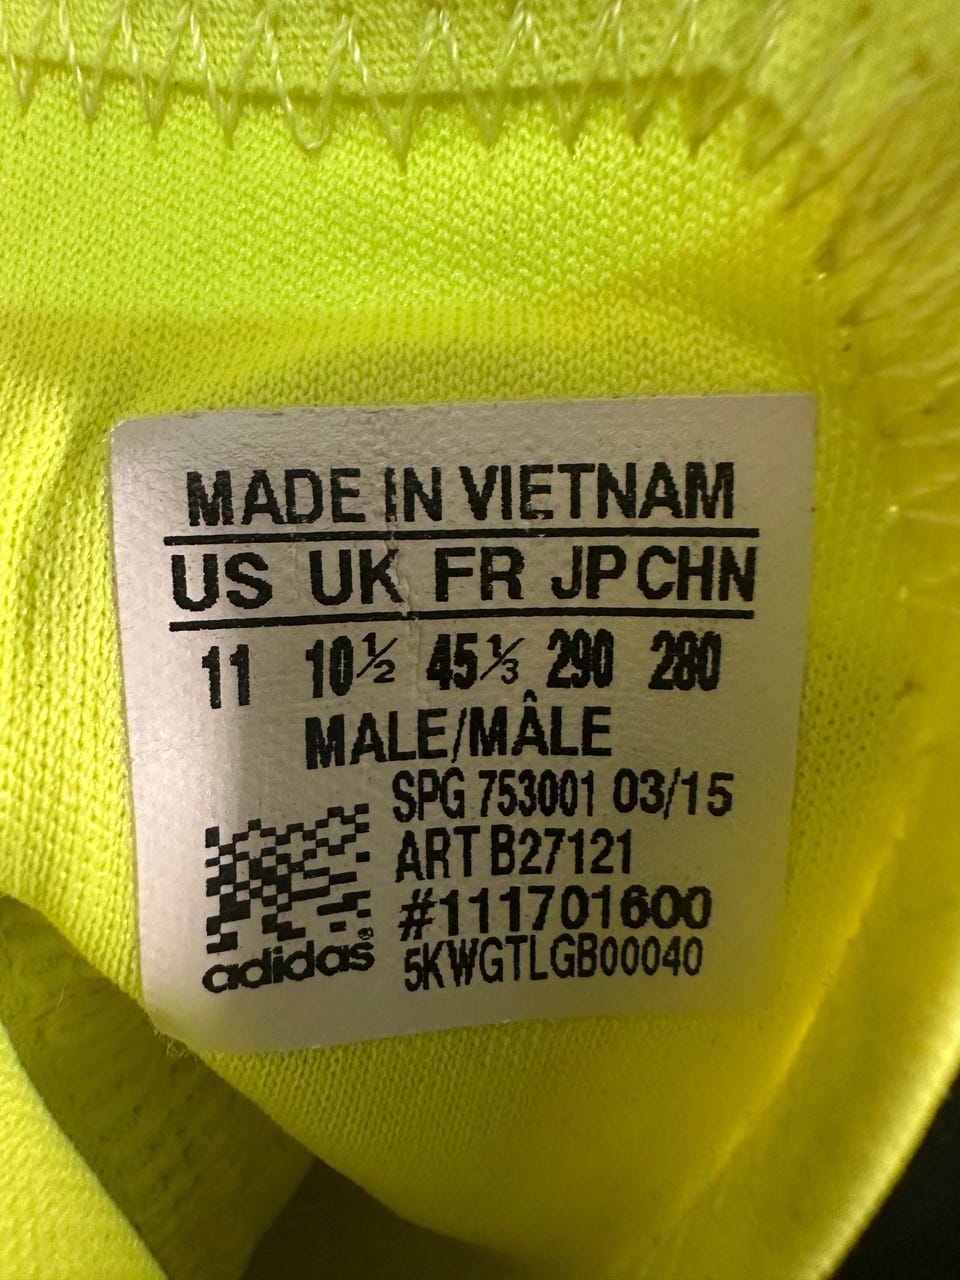 MADE IN VIETNAM
US UK FR JP CHN
11 10½ 45⅓ 290 280
MALE/MÂLE
SPG 753001 03/15
ART B27121
#111701600
5KWGTLGB00040
adidas®